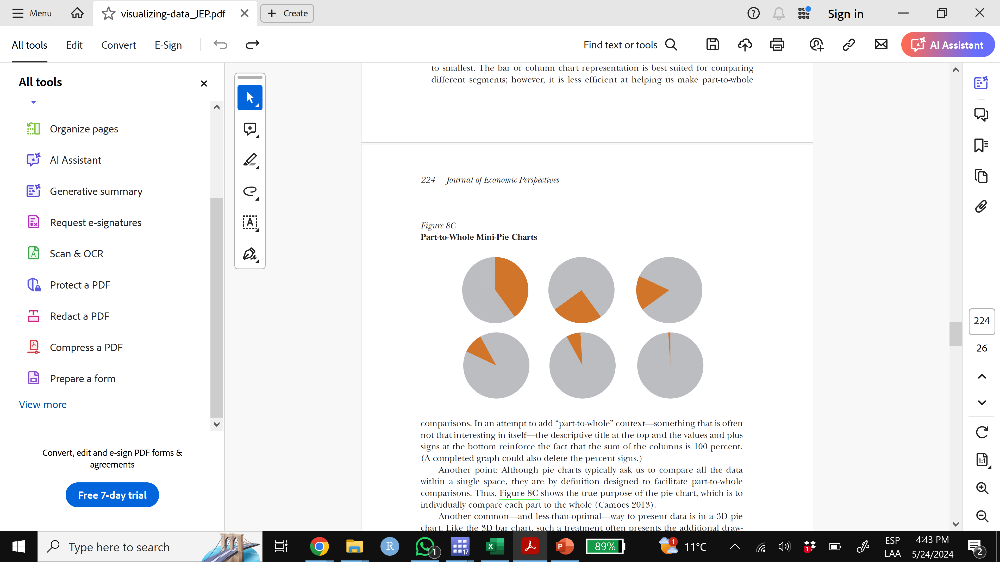 Menu
visualizing-data_JEP.pdf
Create
Sign in
All tools
Edit
Convert
E-Sign
Find text or tools
AI Assistant
All tools
Organize pages
AI Assistant
Generative summary
Request e-signatures
Scan & OCR
Protect a PDF
Redact a PDF
Compress a PDF
Prepare a form
View more
Convert, edit and e-sign PDF forms &
agreements
Free 7-day trial
to smallest. The bar or column chart representation is best suited for comparing
different segments; however, it is less efficient at helping us make part-to-whole
224 Journal of Economic Perspectives
Figure 8C
Part-to-Whole Mini-Pie Charts
comparisons. In an attempt to add “part-to-whole” context—something that is often
not that interesting in itself—the descriptive title at the top and the values and plus
signs at the bottom reinforce the fact that the sum of the columns is 100 percent.
(A completed graph could also delete the percent signs.)
Another point: Although pie charts typically ask us to compare all the data
within a single space, they are by definition designed to facilitate part-to-whole
comparisons. Thus, Figure 8C shows the true purpose of the pie chart, which is to
individually compare each part to the whole (Camões 2013).
Another common—and less-than-optimal—way to present data is in a 3D pie
chart. Like the 3D bar chart, such a treatment often presents the additional draw-
224
26
1:1
Type here to search
R
1
17
X
P
89%
1
11°C
1
ESP
LAA
4:43 PM
5/24/2024
2